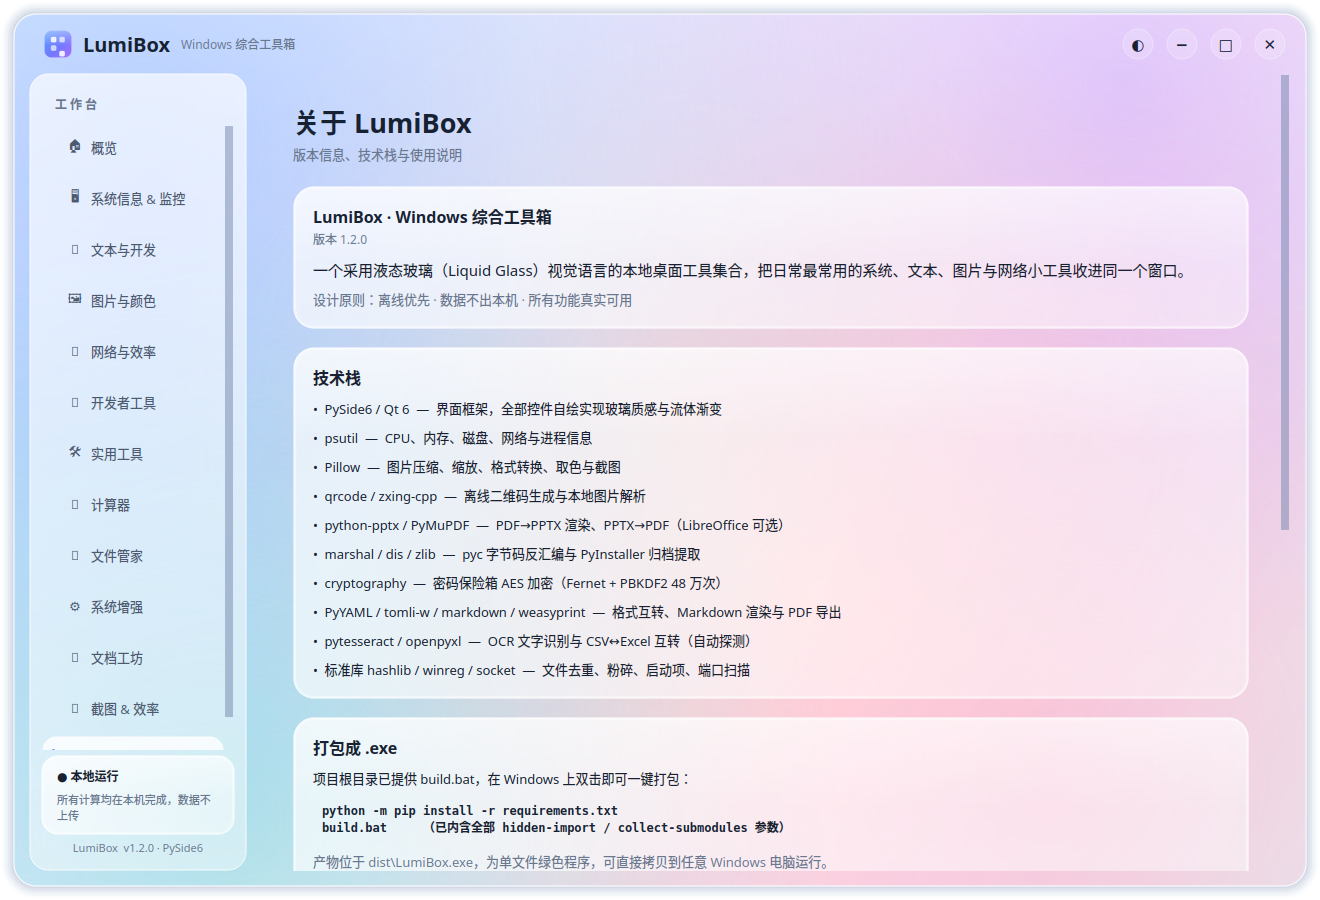 LumiBox Windows 综合工具箱
工作台
概览
系统信息 & 监控
文本与开发
图片与颜色
网络与效率
开发者工具
实用工具
计算器
文件管家
系统增强
文档工坊
截图 & 效率
● 本地运行
所有计算均在本机完成，数据不
上传
LumiBox v1.2.0 · PySide6
关于 LumiBox
版本信息、技术栈与使用说明
LumiBox · Windows 综合工具箱
版本 1.2.0
一个采用液态玻璃（Liquid Glass）视觉语言的本地桌面工具集合，把日常最常用的系统、文本、图片与网络小工具收进同一个窗口。
设计原则：离线优先 · 数据不出本机 · 所有功能真实可用
技术栈
• PySide6 / Qt 6 — 界面框架，全部控件自绘实现玻璃质感与流体渐变
• psutil — CPU、内存、磁盘、网络与进程信息
• Pillow — 图片压缩、缩放、格式转换、取色与截图
• qrcode / zxing-cpp — 离线二维码生成与本地图片解析
• python-pptx / PyMuPDF — PDF→PPTX 渲染、PPTX→PDF（LibreOffice 可选）
• marshal / dis / zlib — pyc 字节码反汇编与 PyInstaller 归档提取
• cryptography — 密码保险箱 AES 加密（Fernet + PBKDF2 48 万次）
• PyYAML / tomli-w / markdown / weasyprint — 格式互转、Markdown 渲染与 PDF 导出
• pytesseract / openpyxl — OCR 文字识别与 CSV↔Excel 互转（自动探测）
• 标准库 hashlib / winreg / socket — 文件去重、粉碎、启动项、端口扫描
打包成 .exe
项目根目录已提供 build.bat，在 Windows 上双击即可一键打包：
python -m pip install -r requirements.txt
build.bat （已内含全部 hidden-import / collect-submodules 参数）
产物位于 dist\LumiBox.exe，为单文件绿色程序，可直接拷贝到任意 Windows 电脑运行。